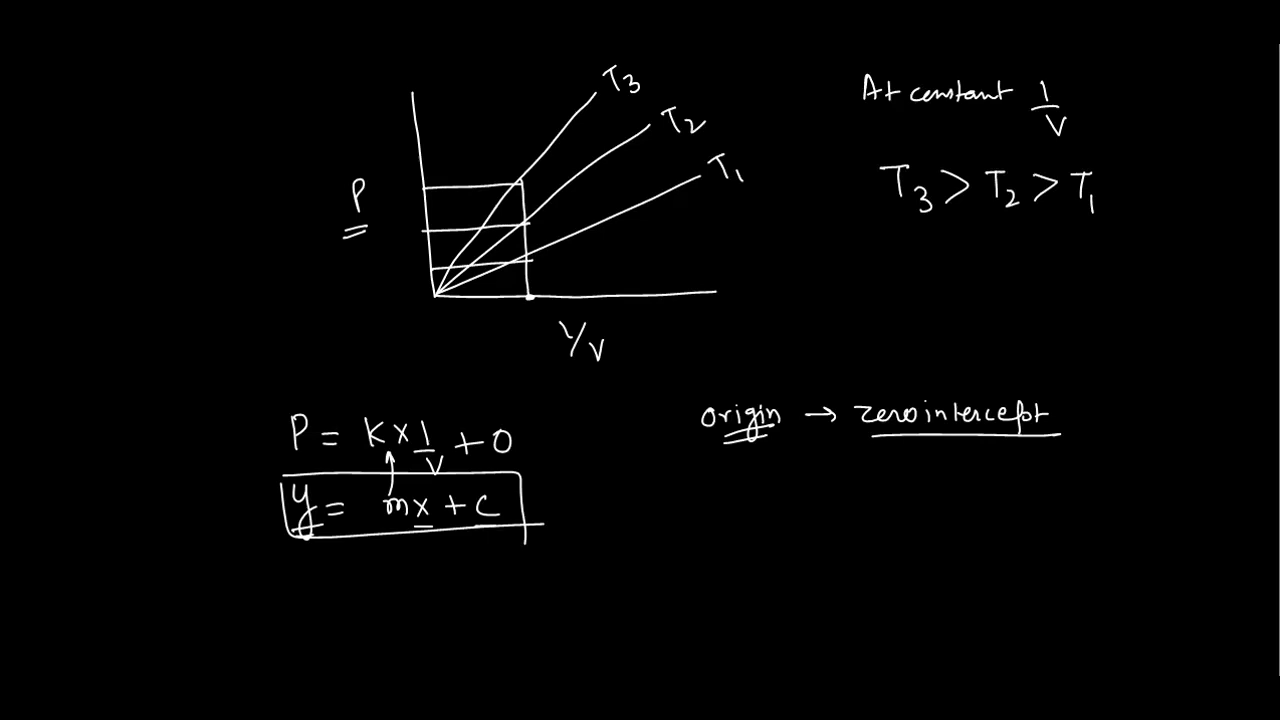 T3
T2
T1
P
1/V
At constant 1/V
T3 > T2 > T1
origin → zero intercept
P = K × 1/V + 0
y = mx + c